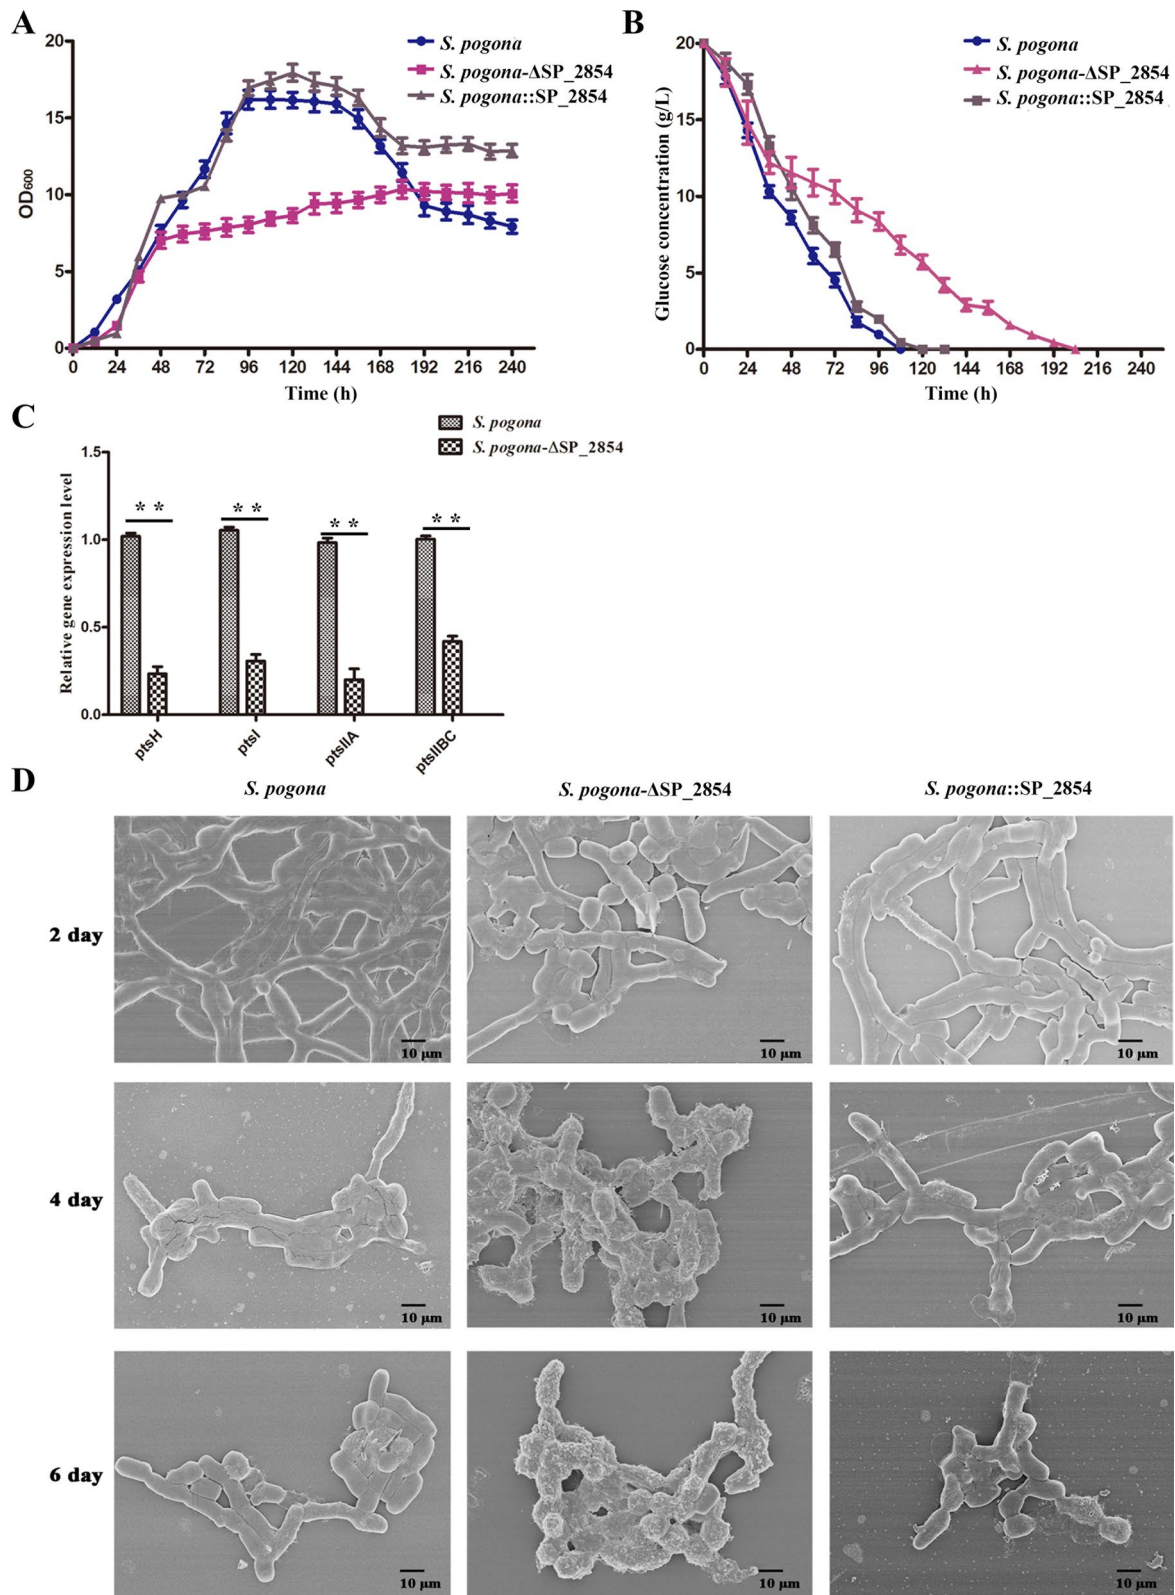 A
B
S. pogona
S. pogona-ΔSP_2854
S. pogona::SP_2854
20
15
10
5
0
OD600
0 24 48 72 96 120 144 168 192 216 240
Time (h)
S. pogona
S. pogona-ΔSP_2854
S. pogona::SP_2854
20
15
10
5
0
Glucose concentration (g/L)
0 24 48 72 96 120 144 168 192 216 240
Time (h)
C
S. pogona
S. pogona-ΔSP_2854
1.5
1.0
0.5
0.0
Relative gene expression level
* * * * * * * *
ptsH ptsI ptsIIA ptsIIBC
D
S. pogona S. pogona-ΔSP_2854 S. pogona::SP_2854
2 day
10 μm 10 μm 10 μm
4 day
10 μm 10 μm 10 μm
6 day
10 μm 10 μm 10 μm